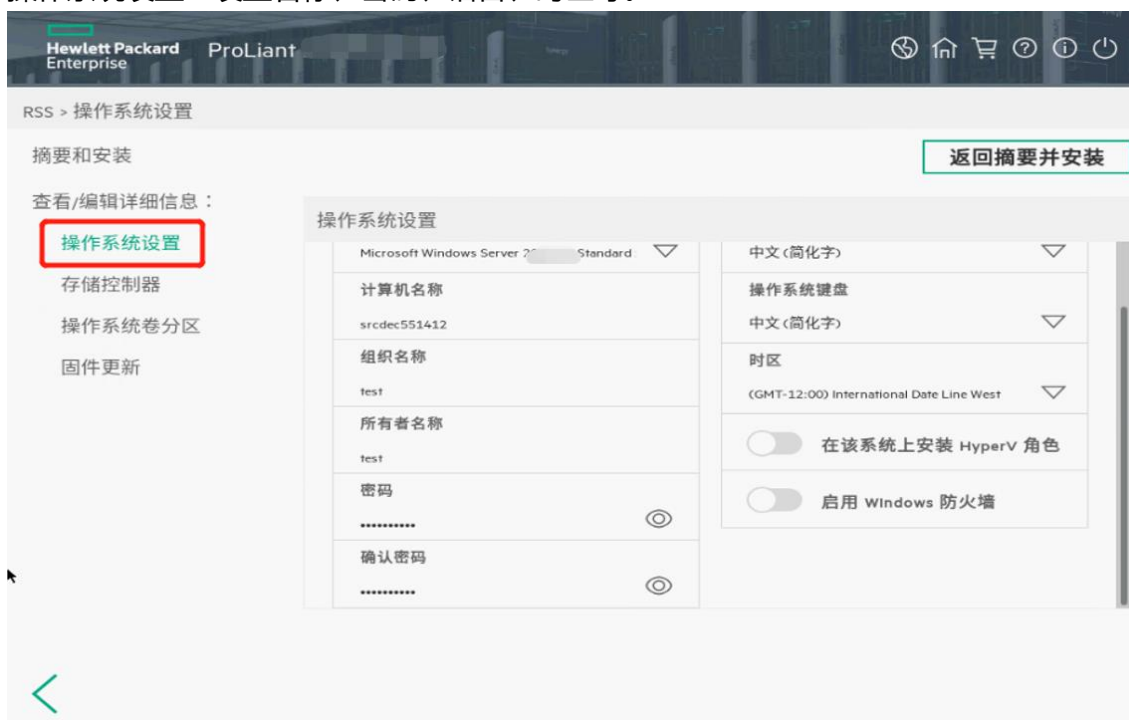 Hewlett Packard
Enterprise
ProLiant
RSS > 操作系统设置
摘要和安装
返回摘要并安装
查看/编辑详细信息：
操作系统设置
存储控制器
操作系统卷分区
固件更新
操作系统设置
Microsoft Windows Server 2 Standard
计算机名称
srcdec551412
组织名称
test
所有者名称
test
密码
••••••••••
确认密码
••••••••••
中文(简化字)
操作系统键盘
中文(简化字)
时区
(GMT-12:00) International Date Line West
在该系统上安装 HyperV 角色
启用 Windows 防火墙